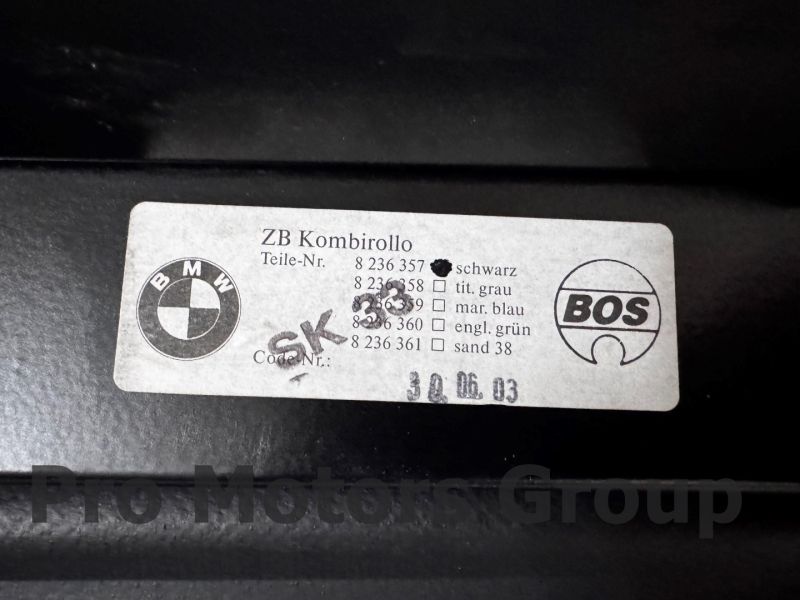 ZB Kombirollo
Teile-Nr. 8 236 357 schwarz
8 236 358 □ tit. grau
8 236 359 □ mar. blau
8 236 360 □ engl. grün
8 236 361 □ sand 38
Code-Nr.:
SK 33
30.06.03
BMW
BOS
Pro Motors Group